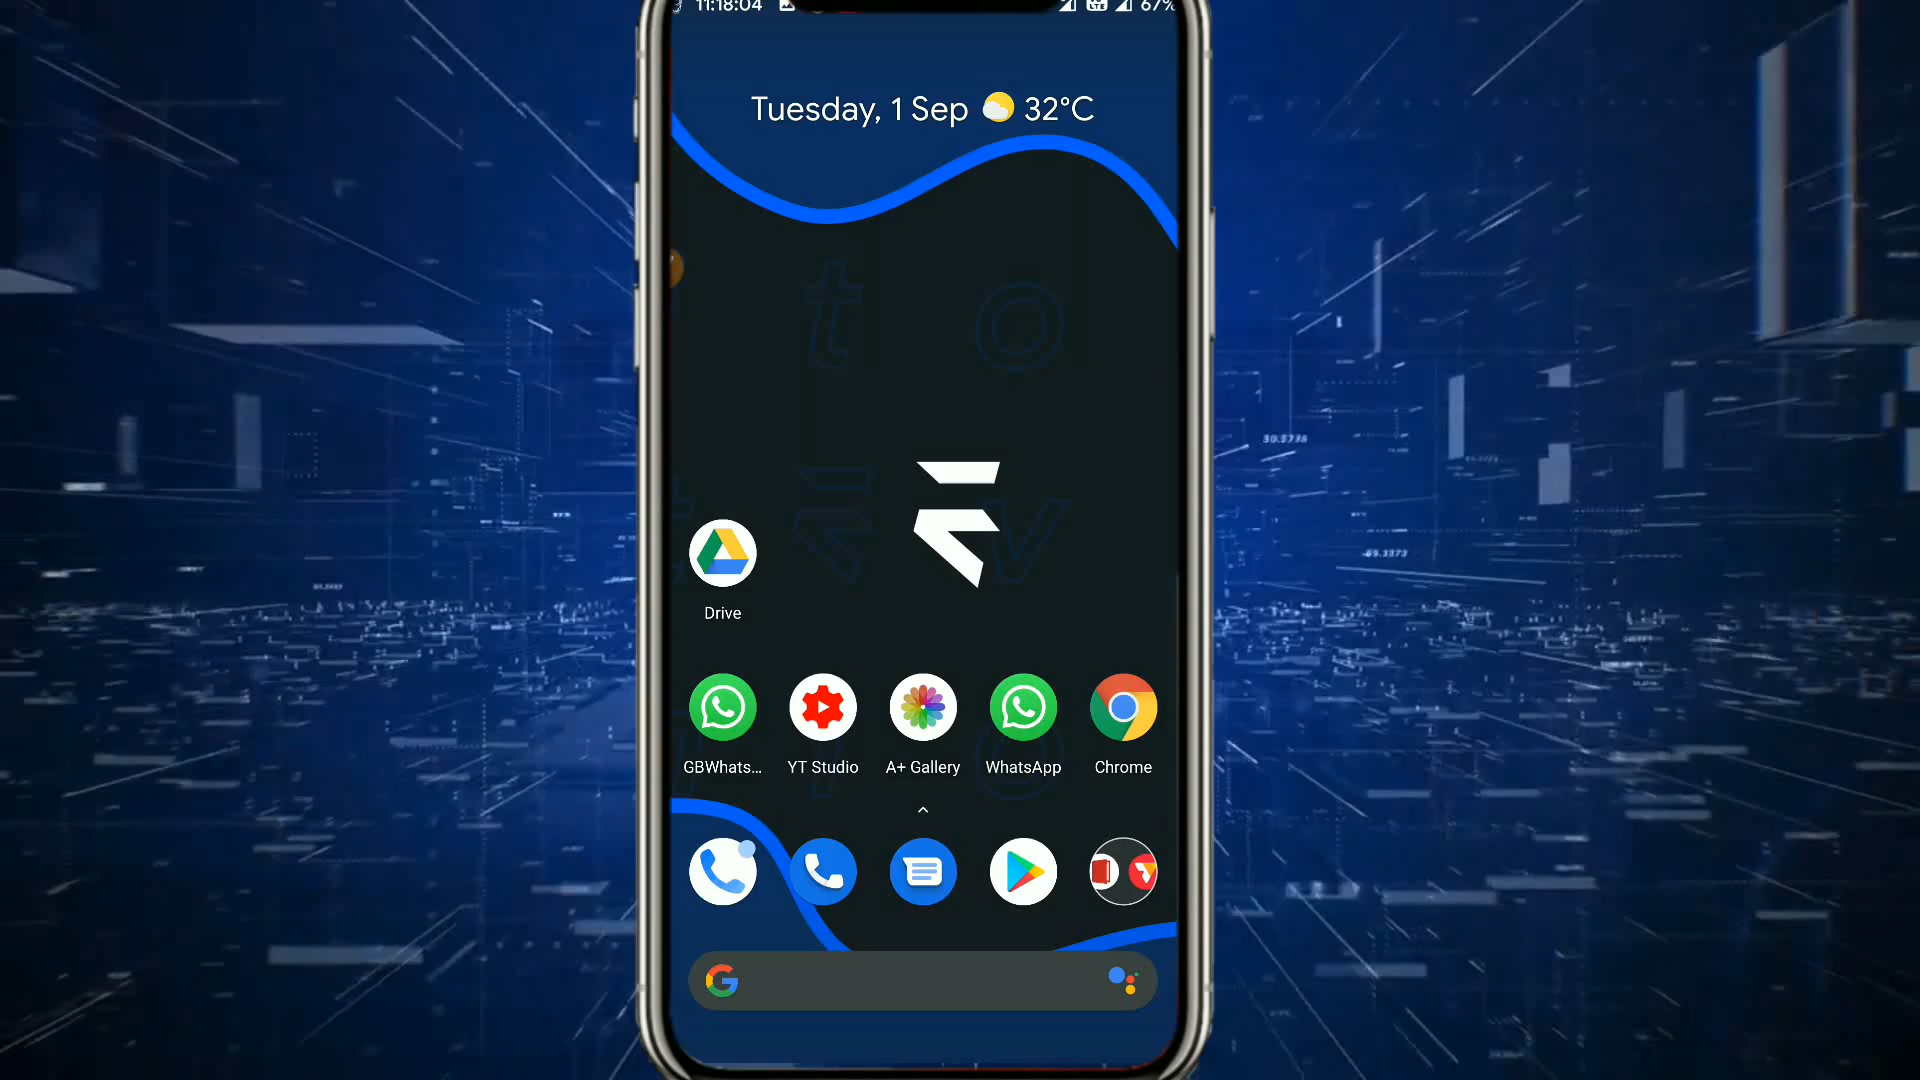 11:18:04 67%
Tuesday, 1 Sep 32°C
t o
v
Drive
GBWhats... YT Studio A+ Gallery WhatsApp Chrome